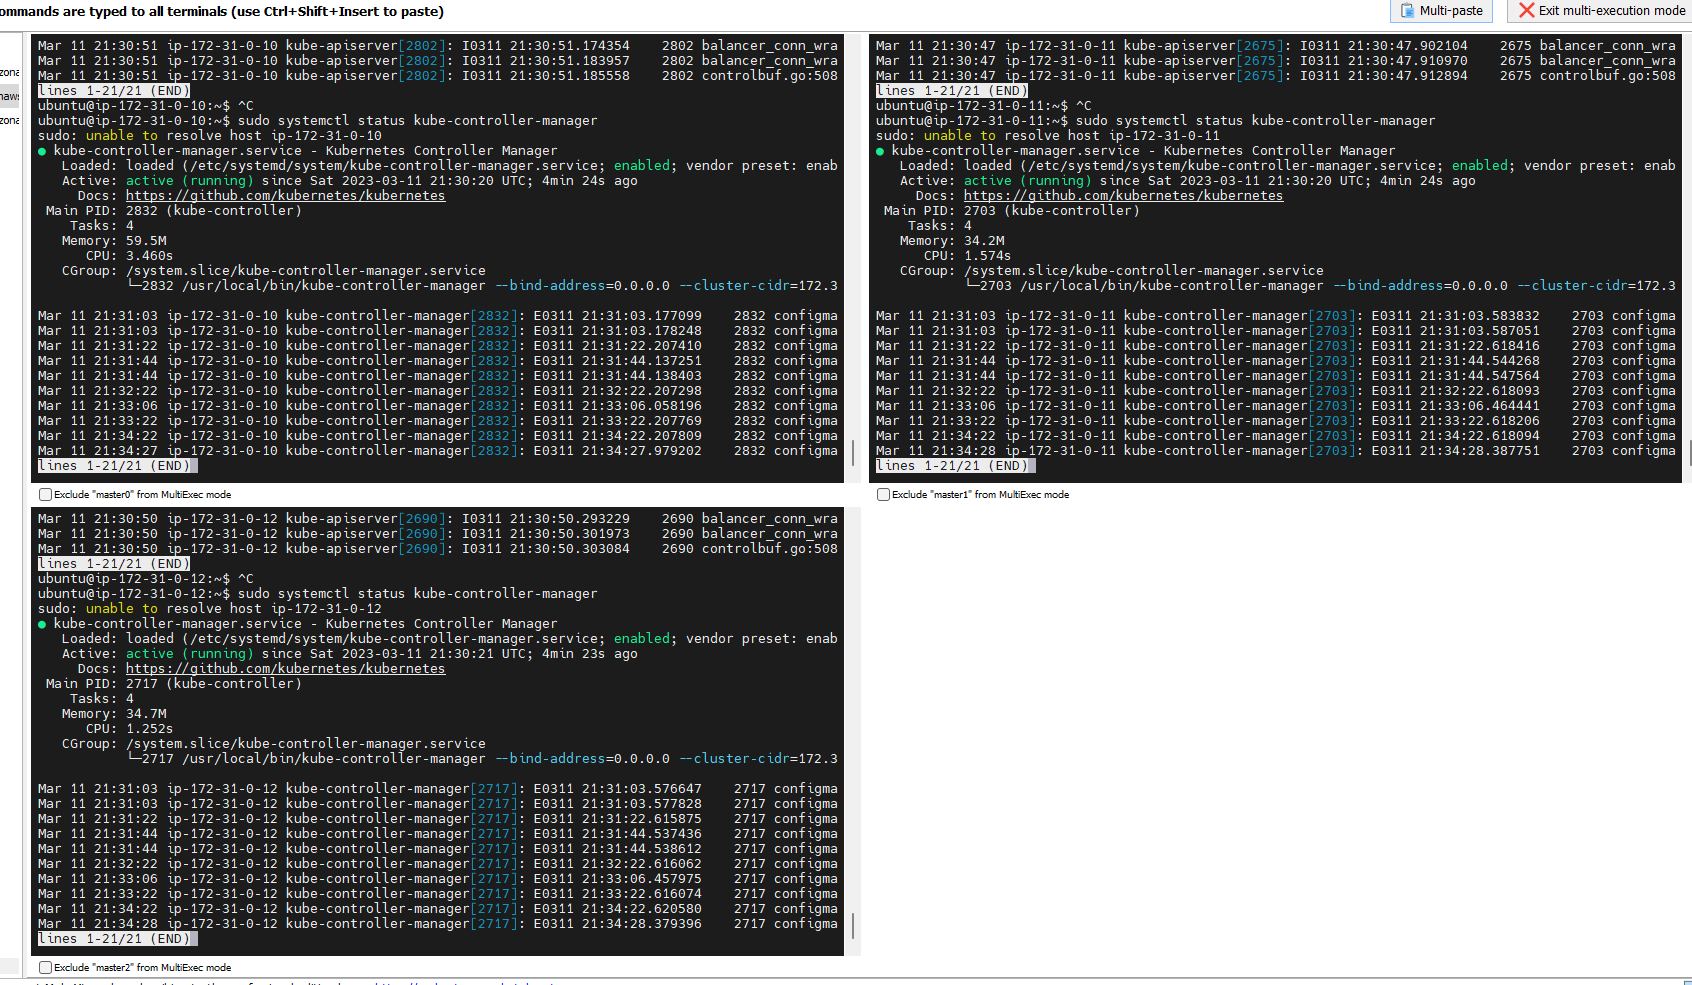 ommands are typed to all terminals (use Ctrl+Shift+Insert to paste)
Multi-paste
Exit multi-execution mode
Mar 11 21:30:51 ip-172-31-0-10 kube-apiserver[2802]: I0311 21:30:51.174354    2802 balancer_conn_wra
Mar 11 21:30:51 ip-172-31-0-10 kube-apiserver[2802]: I0311 21:30:51.183957    2802 balancer_conn_wra
Mar 11 21:30:51 ip-172-31-0-10 kube-apiserver[2802]: I0311 21:30:51.185558    2802 controlbuf.go:508
lines 1-21/21 (END)
ubuntu@ip-172-31-0-10:~$ ^C
ubuntu@ip-172-31-0-10:~$ sudo systemctl status kube-controller-manager
sudo: unable to resolve host ip-172-31-0-10
● kube-controller-manager.service - Kubernetes Controller Manager
   Loaded: loaded (/etc/systemd/system/kube-controller-manager.service; enabled; vendor preset: enab
   Active: active (running) since Sat 2023-03-11 21:30:20 UTC; 4min 24s ago
     Docs: https://github.com/kubernetes/kubernetes
 Main PID: 2832 (kube-controller)
    Tasks: 4
   Memory: 59.5M
      CPU: 3.460s
   CGroup: /system.slice/kube-controller-manager.service
           └─2832 /usr/local/bin/kube-controller-manager --bind-address=0.0.0.0 --cluster-cidr=172.3
Mar 11 21:31:03 ip-172-31-0-10 kube-controller-manager[2832]: E0311 21:31:03.177099    2832 configma
Mar 11 21:31:03 ip-172-31-0-10 kube-controller-manager[2832]: E0311 21:31:03.178248    2832 configma
Mar 11 21:31:22 ip-172-31-0-10 kube-controller-manager[2832]: E0311 21:31:22.207410    2832 configma
Mar 11 21:31:44 ip-172-31-0-10 kube-controller-manager[2832]: E0311 21:31:44.137251    2832 configma
Mar 11 21:31:44 ip-172-31-0-10 kube-controller-manager[2832]: E0311 21:31:44.138403    2832 configma
Mar 11 21:32:22 ip-172-31-0-10 kube-controller-manager[2832]: E0311 21:32:22.207298    2832 configma
Mar 11 21:33:06 ip-172-31-0-10 kube-controller-manager[2832]: E0311 21:33:06.058196    2832 configma
Mar 11 21:33:22 ip-172-31-0-10 kube-controller-manager[2832]: E0311 21:33:22.207769    2832 configma
Mar 11 21:34:22 ip-172-31-0-10 kube-controller-manager[2832]: E0311 21:34:22.207809    2832 configma
Mar 11 21:34:27 ip-172-31-0-10 kube-controller-manager[2832]: E0311 21:34:27.979202    2832 configma
lines 1-21/21 (END)
Exclude "master0" from MultiExec mode
Mar 11 21:30:47 ip-172-31-0-11 kube-apiserver[2675]: I0311 21:30:47.902104    2675 balancer_conn_wra
Mar 11 21:30:47 ip-172-31-0-11 kube-apiserver[2675]: I0311 21:30:47.910970    2675 balancer_conn_wra
Mar 11 21:30:47 ip-172-31-0-11 kube-apiserver[2675]: I0311 21:30:47.912894    2675 controlbuf.go:508
lines 1-21/21 (END)
ubuntu@ip-172-31-0-11:~$ ^C
ubuntu@ip-172-31-0-11:~$ sudo systemctl status kube-controller-manager
sudo: unable to resolve host ip-172-31-0-11
● kube-controller-manager.service - Kubernetes Controller Manager
   Loaded: loaded (/etc/systemd/system/kube-controller-manager.service; enabled; vendor preset: enab
   Active: active (running) since Sat 2023-03-11 21:30:20 UTC; 4min 24s ago
     Docs: https://github.com/kubernetes/kubernetes
 Main PID: 2703 (kube-controller)
    Tasks: 4
   Memory: 34.2M
      CPU: 1.574s
   CGroup: /system.slice/kube-controller-manager.service
           └─2703 /usr/local/bin/kube-controller-manager --bind-address=0.0.0.0 --cluster-cidr=172.3
Mar 11 21:31:03 ip-172-31-0-11 kube-controller-manager[2703]: E0311 21:31:03.583832    2703 configma
Mar 11 21:31:03 ip-172-31-0-11 kube-controller-manager[2703]: E0311 21:31:03.587051    2703 configma
Mar 11 21:31:22 ip-172-31-0-11 kube-controller-manager[2703]: E0311 21:31:22.618416    2703 configma
Mar 11 21:31:44 ip-172-31-0-11 kube-controller-manager[2703]: E0311 21:31:44.544268    2703 configma
Mar 11 21:31:44 ip-172-31-0-11 kube-controller-manager[2703]: E0311 21:31:44.547564    2703 configma
Mar 11 21:32:22 ip-172-31-0-11 kube-controller-manager[2703]: E0311 21:32:22.618093    2703 configma
Mar 11 21:33:06 ip-172-31-0-11 kube-controller-manager[2703]: E0311 21:33:06.464441    2703 configma
Mar 11 21:33:22 ip-172-31-0-11 kube-controller-manager[2703]: E0311 21:33:22.618206    2703 configma
Mar 11 21:34:22 ip-172-31-0-11 kube-controller-manager[2703]: E0311 21:34:22.618094    2703 configma
Mar 11 21:34:28 ip-172-31-0-11 kube-controller-manager[2703]: E0311 21:34:28.387751    2703 configma
lines 1-21/21 (END)
Exclude "master1" from MultiExec mode
Mar 11 21:30:50 ip-172-31-0-12 kube-apiserver[2690]: I0311 21:30:50.293229    2690 balancer_conn_wra
Mar 11 21:30:50 ip-172-31-0-12 kube-apiserver[2690]: I0311 21:30:50.301973    2690 balancer_conn_wra
Mar 11 21:30:50 ip-172-31-0-12 kube-apiserver[2690]: I0311 21:30:50.303084    2690 controlbuf.go:508
lines 1-21/21 (END)
ubuntu@ip-172-31-0-12:~$ ^C
ubuntu@ip-172-31-0-12:~$ sudo systemctl status kube-controller-manager
sudo: unable to resolve host ip-172-31-0-12
● kube-controller-manager.service - Kubernetes Controller Manager
   Loaded: loaded (/etc/systemd/system/kube-controller-manager.service; enabled; vendor preset: enab
   Active: active (running) since Sat 2023-03-11 21:30:21 UTC; 4min 23s ago
     Docs: https://github.com/kubernetes/kubernetes
 Main PID: 2717 (kube-controller)
    Tasks: 4
   Memory: 34.7M
      CPU: 1.252s
   CGroup: /system.slice/kube-controller-manager.service
           └─2717 /usr/local/bin/kube-controller-manager --bind-address=0.0.0.0 --cluster-cidr=172.3
Mar 11 21:31:03 ip-172-31-0-12 kube-controller-manager[2717]: E0311 21:31:03.576647    2717 configma
Mar 11 21:31:03 ip-172-31-0-12 kube-controller-manager[2717]: E0311 21:31:03.577828    2717 configma
Mar 11 21:31:22 ip-172-31-0-12 kube-controller-manager[2717]: E0311 21:31:22.615875    2717 configma
Mar 11 21:31:44 ip-172-31-0-12 kube-controller-manager[2717]: E0311 21:31:44.537436    2717 configma
Mar 11 21:31:44 ip-172-31-0-12 kube-controller-manager[2717]: E0311 21:31:44.538612    2717 configma
Mar 11 21:32:22 ip-172-31-0-12 kube-controller-manager[2717]: E0311 21:32:22.616062    2717 configma
Mar 11 21:33:06 ip-172-31-0-12 kube-controller-manager[2717]: E0311 21:33:06.457975    2717 configma
Mar 11 21:33:22 ip-172-31-0-12 kube-controller-manager[2717]: E0311 21:33:22.616074    2717 configma
Mar 11 21:34:22 ip-172-31-0-12 kube-controller-manager[2717]: E0311 21:34:22.620580    2717 configma
Mar 11 21:34:28 ip-172-31-0-12 kube-controller-manager[2717]: E0311 21:34:28.379396    2717 configma
lines 1-21/21 (END)
Exclude "master2" from MultiExec mode
zona
naws
zona